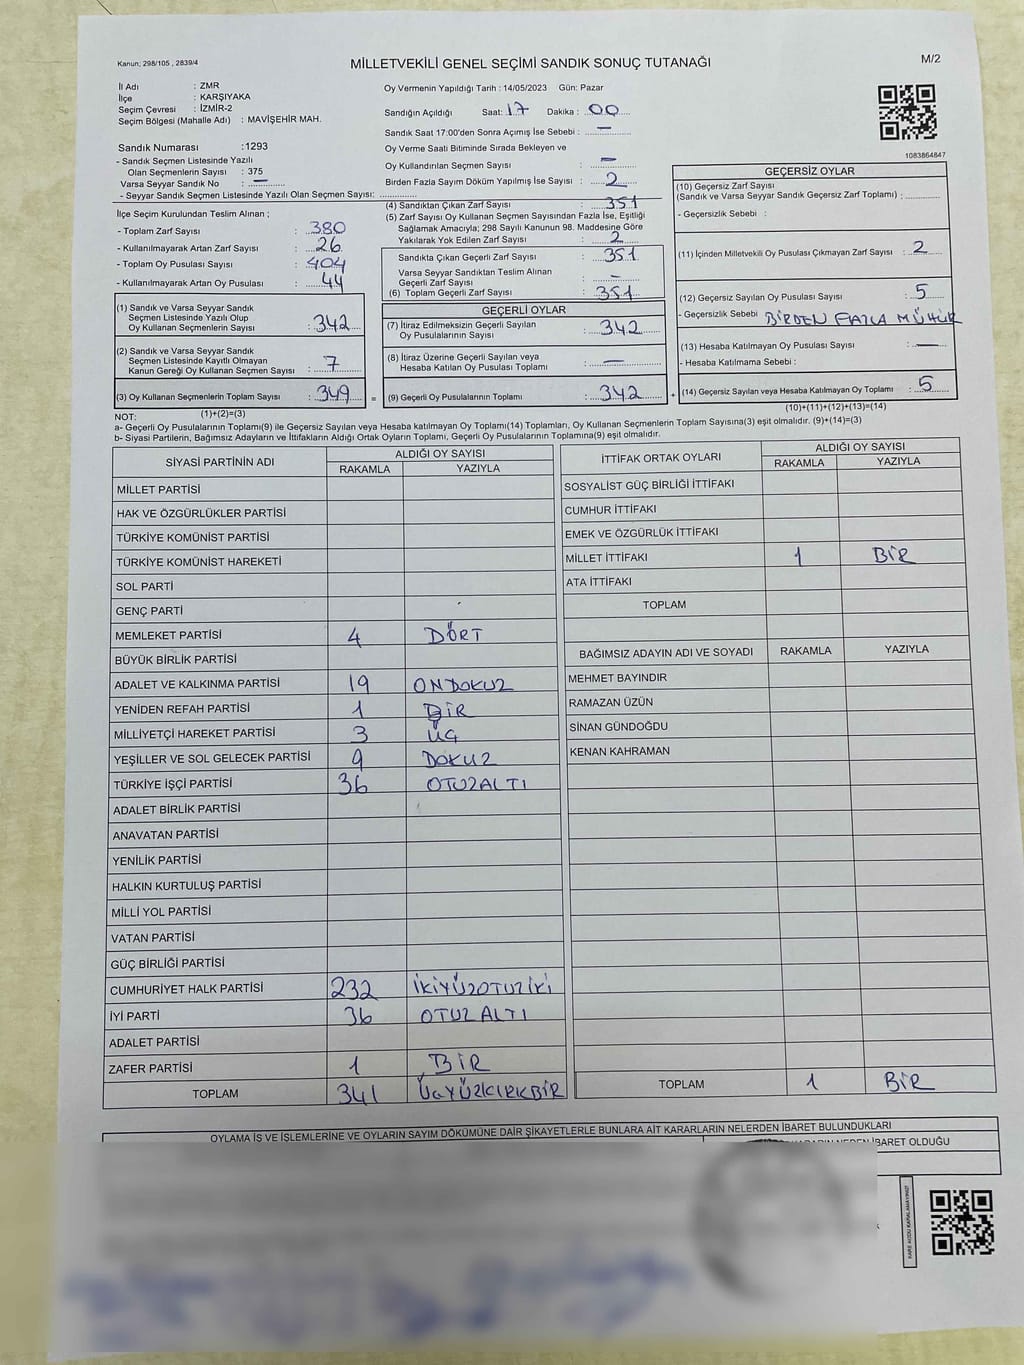 Kanun; 298/105 , 2839/4
MİLLETVEKİLİ GENEL SEÇİMİ SANDIK SONUÇ TUTANAĞI
M/2
İl Adı : ZMR
İlçe : KARŞIYAKA
Seçim Çevresi : İZMİR-2
Seçim Bölgesi (Mahalle Adı) : MAVİŞEHİR MAH.
Sandık Numarası :1293
- Sandık Seçmen Listesinde Yazılı
Olan Seçmenlerin Sayısı : 375
Varsa Seyyar Sandık No : —
- Seyyar Sandık Seçmen Listesinde Yazılı Olan Seçmen Sayısı:
Oy Vermenin Yapıldığı Tarih : 14/05/2023 Gün: Pazar
Sandığın Açıldığı Saat: 17 Dakika : 00
Sandık Saat 17:00'den Sonra Açımış İse Sebebi : —
Oy Verme Saati Bitiminde Sırada Bekleyen ve
Oy Kullandırılan Seçmen Sayısı : —
Birden Fazla Sayım Döküm Yapılmış İse Sayısı : 2
1083864847
İlçe Seçim Kurulundan Teslim Alınan ;
- Toplam Zarf Sayısı : 380
- Kullanılmayarak Artan Zarf Sayısı : 26
- Toplam Oy Pusulası Sayısı : 404
- Kullanılmayarak Artan Oy Pusulası : 44
(1) Sandık ve Varsa Seyyar Sandık
Seçmen Listesinde Yazılı Olup
Oy Kullanan Seçmenlerin Sayısı : 342
(2) Sandık ve Varsa Seyyar Sandık
Seçmen Listesinde Kayıtlı Olmayan
Kanun Gereği Oy Kullanan Seçmen Sayısı : 7
(3) Oy Kullanan Seçmenlerin Toplam Sayısı : 349 =
(1)+(2)=(3)
(4) Sandıktan Çıkan Zarf Sayısı : 351
(5) Zarf Sayısı Oy Kullanan Seçmen Sayısından Fazla İse, Eşitliği
Sağlamak Amacıyla; 298 Sayılı Kanunun 98. Maddesine Göre
Yakılarak Yok Edilen Zarf Sayısı : 2
Sandıkta Çıkan Geçerli Zarf Sayısı : 351
Varsa Seyyar Sandıktan Teslim Alınan
Geçerli Zarf Sayısı : —
(6) Toplam Geçerli Zarf Sayısı : 351
GEÇERLİ OYLAR
(7) İtiraz Edilmeksizin Geçerli Sayılan
Oy Pusulalarının Sayısı : 342
(8) İtiraz Üzerine Geçerli Sayılan veya
Hesaba Katılan Oy Pusulası Toplamı : —
(9) Geçerli Oy Pusulalarının Toplamı : 342 +
GEÇERSİZ OYLAR
(10) Geçersiz Zarf Sayısı
(Sandık ve Varsa Seyyar Sandık Geçersiz Zarf Toplamı) :
- Geçersizlik Sebebi :
(11) İçinden Milletvekili Oy Pusulası Çıkmayan Zarf Sayısı : 2
(12) Geçersiz Sayılan Oy Pusulası Sayısı : 5
- Geçersizlik Sebebi BİRDEN FAZLA MÜHÜR
(13) Hesaba Katılmayan Oy Pusulası Sayısı : —
- Hesaba Katılmama Sebebi :
(14) Geçersiz Sayılan veya Hesaba Katılmayan Oy Toplamı : 5
(10)+(11)+(12)+(13)=(14)
NOT:
a- Geçerli Oy Pusulalarının Toplamı(9) ile Geçersiz Sayılan veya Hesaba Katılmayan Oy Toplamı(14) Toplamları, Oy Kullanan Seçmenlerin Toplam Sayısına(3) eşit olmalıdır. (9)+(14)=(3)
b- Siyasi Partilerin, Bağımsız Adayların ve İttifakların Aldığı Ortak Oyların Toplamı, Geçerli Oy Pusulalarının Toplamına(9) eşit olmalıdır.
SİYASİ PARTİNİN ADI
ALDIĞI OY SAYISI
RAKAMLA YAZIYLA
MİLLET PARTİSİ
HAK VE ÖZGÜRLÜKLER PARTİSİ
TÜRKİYE KOMÜNİST PARTİSİ
TÜRKİYE KOMÜNİST HAREKETİ
SOL PARTİ
GENÇ PARTİ
MEMLEKET PARTİSİ 4 DÖRT
BÜYÜK BİRLİK PARTİSİ
ADALET VE KALKINMA PARTİSİ 19 ONDOKUZ
YENİDEN REFAH PARTİSİ 1 BİR
MİLLİYETÇİ HAREKET PARTİSİ 3 ÜÇ
YEŞİLLER VE SOL GELECEK PARTİSİ 9 DOKUZ
TÜRKİYE İŞÇİ PARTİSİ 36 OTUZALTI
ADALET BİRLİK PARTİSİ
ANAVATAN PARTİSİ
YENİLİK PARTİSİ
HALKIN KURTULUŞ PARTİSİ
MİLLİ YOL PARTİSİ
VATAN PARTİSİ
GÜÇ BİRLİĞİ PARTİSİ
CUMHURİYET HALK PARTİSİ 232 İKİYÜZOTUZİKİ
İYİ PARTİ 36 OTUZALTI
ADALET PARTİSİ
ZAFER PARTİSİ 1 BİR
TOPLAM 341 ÜÇYÜZKIRKBİR
İTTİFAK ORTAK OYLARI
ALDIĞI OY SAYISI
RAKAMLA YAZIYLA
SOSYALİST GÜÇ BİRLİĞİ İTTİFAKI
CUMHUR İTTİFAKI
EMEK VE ÖZGÜRLÜK İTTİFAKI
MİLLET İTTİFAKI 1 BİR
ATA İTTİFAKI
TOPLAM
BAĞIMSIZ ADAYIN ADI VE SOYADI RAKAMLA YAZIYLA
MEHMET BAYINDIR
RAMAZAN ÜZÜN
SİNAN GÜNDOĞDU
KENAN KAHRAMAN
TOPLAM 1 BİR
OYLAMA İŞ VE İŞLEMLERİNE VE OYLARIN SAYIM DÖKÜMÜNE DAİR ŞİKAYETLERLE BUNLARA AİT KARARLARIN NELERDEN İBARET BULUNDUKLARI
NEDEN İBARET OLDUĞU